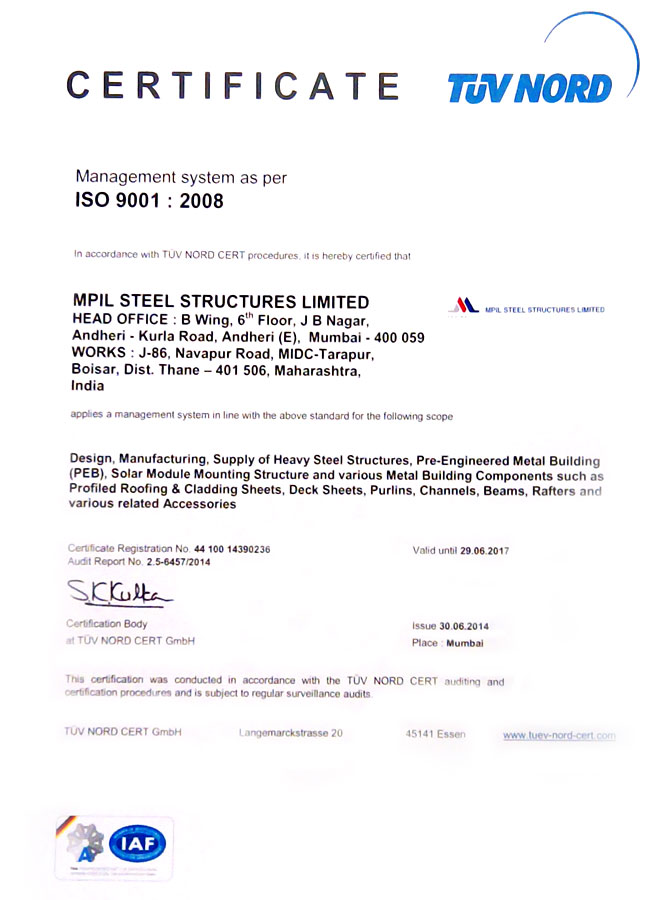 CERTIFICATE
TÜV NORD
Management system as per
ISO 9001 : 2008
In accordance with TÜV NORD CERT procedures, it is hereby certified that
MPIL STEEL STRUCTURES LIMITED
MPIL STEEL STRUCTURES LIMITED
HEAD OFFICE : B Wing, 6th Floor, J B Nagar,
Andheri - Kurla Road, Andheri (E), Mumbai - 400 059
WORKS : J-86, Navapur Road, MIDC-Tarapur,
Boisar, Dist. Thane – 401 506, Maharashtra,
India
applies a management system in line with the above standard for the following scope
Design, Manufacturing, Supply of Heavy Steel Structures, Pre-Engineered Metal Building
(PEB), Solar Module Mounting Structure and various Metal Building Components such as
Profiled Roofing & Cladding Sheets, Deck Sheets, Purlins, Channels, Beams, Rafters and
various related Accessories
Certificate Registration No. 44 100 14390236
Valid until 29.06.2017
Audit Report No. 2.5-6457/2014
S.K.Kulka
Certification Body
at TÜV NORD CERT GmbH
Issue 30.06.2014
Place : Mumbai
This certification was conducted in accordance with the TÜV NORD CERT auditing and
certification procedures and is subject to regular surveillance audits.
TÜV NORD CERT GmbH Langemarckstrasse 20 45141 Essen www.tuev-nord-cert.com
A
IAF